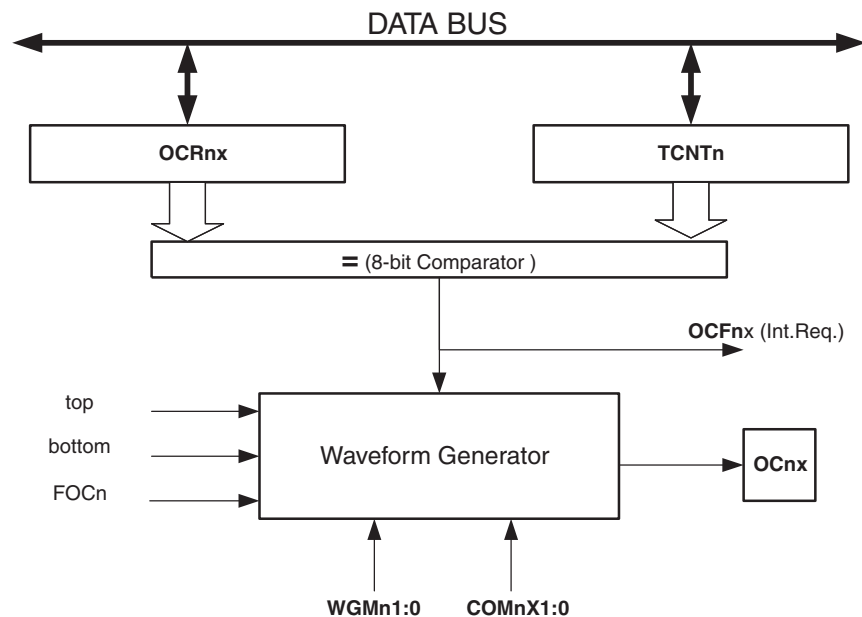 DATA BUS
OCRnx
TCNTn
= (8-bit Comparator )
OCFnx (Int.Req.)
top
bottom
FOCn
Waveform Generator
OCnx
WGMn1:0
COMnX1:0